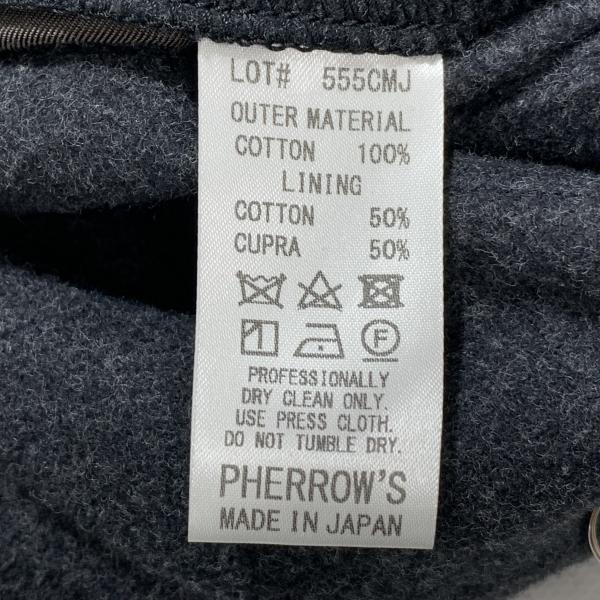 LOT# 555CMJ
OUTER MATERIAL
COTTON 100%
LINING
COTTON 50%
CUPRA 50%
F
PROFESSIONALLY
DRY CLEAN ONLY.
USE PRESS CLOTH.
DO NOT TUMBLE DRY.
PHERROW'S
MADE IN JAPAN